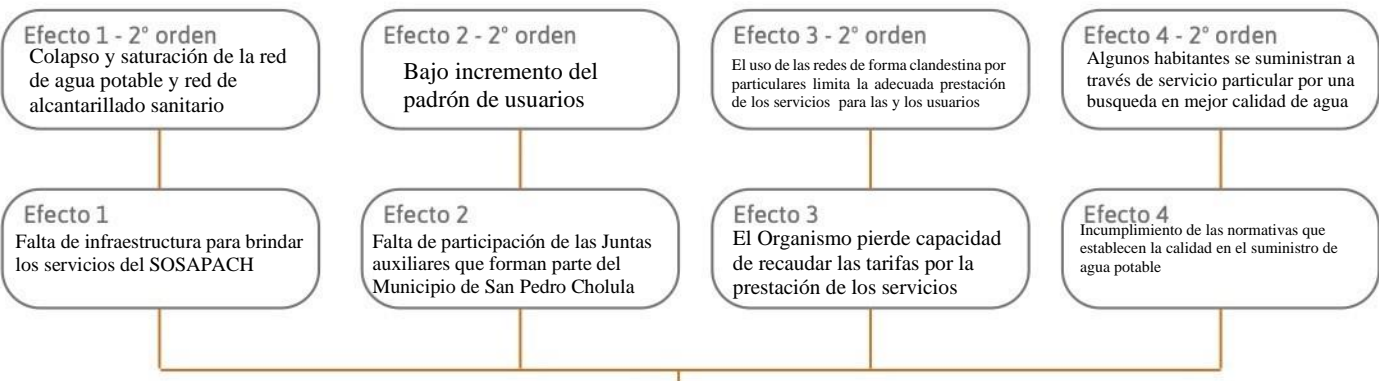 Efecto 1 - 2° orden
Colapso y saturación de la red
de agua potable y red de
alcantarillado sanitario
Efecto 2 - 2° orden
Bajo incremento del
padrón de usuarios
Efecto 3 - 2° orden
El uso de las redes de forma clandestina por
particulares limita la adecuada prestación
de los servicios para las y los usuarios
Efecto 4 - 2° orden
Algunos habitantes se suministran a
través de servicio particular por una
busqueda en mejor calidad de agua
Efecto 1
Falta de infraestructura para brindar
los servicios del SOSAPACH
Efecto 2
Falta de participación de las Juntas
auxiliares que forman parte del
Municipio de San Pedro Cholula
Efecto 3
El Organismo pierde capacidad
de recaudar las tarifas por la
prestación de los servicios
Efecto 4
Incumplimiento de las normativas que
establecen la calidad en el suministro de
agua potable